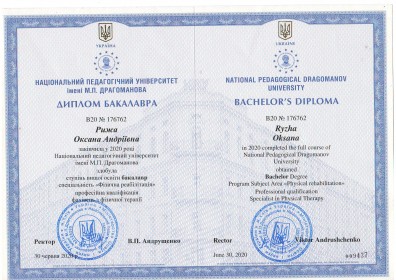 УКРАЇНА
НАЦІОНАЛЬНИЙ ПЕДАГОГІЧНИЙ УНІВЕРСИТЕТ
імені М.П. ДРАГОМАНОВА
ДИПЛОМ БАКАЛАВРА
В20 № 176762
Рижа
Оксана Андріївна
закінчила у 2020 році
Національний педагогічний університет
імені М.П. Драгоманова
здобула
ступінь вищої освіти бакалавр
спеціальність «Фізична реабілітація»
професійна кваліфікація
фахівець з фізичної терапії
Ректор В.П. Андрущенко
30 червня 2020 р.
UKRAINE
NATIONAL PEDAGOGICAL DRAGOMANOV
UNIVERSITY
BACHELOR'S DIPLOMA
B20 № 176762
Ryzha
Oksana
in 2020 completed the full course of
National Pedagogical Dragomanov
University
obtained
Bachelor Degree
Program Subject Area «Physical rehabilitation»
Professional qualification
Specialist in Physical Therapy
Rector Viktor Andrushchenko
June 30, 2020